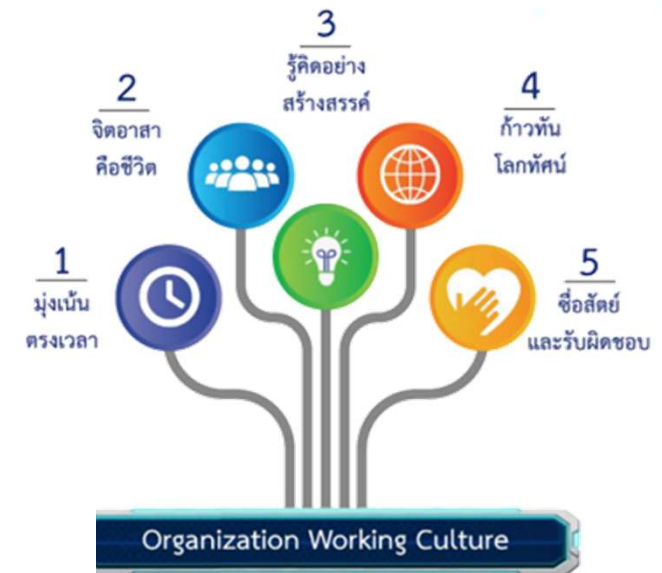 1
มุ่งเน้น
ตรงเวลา
2
จิตอาสา
คือชีวิต
3
รู้คิดอย่าง
สร้างสรรค์
4
ก้าวทัน
โลกทัศน์
5
ซื่อสัตย์
และรับผิดชอบ
Organization Working Culture